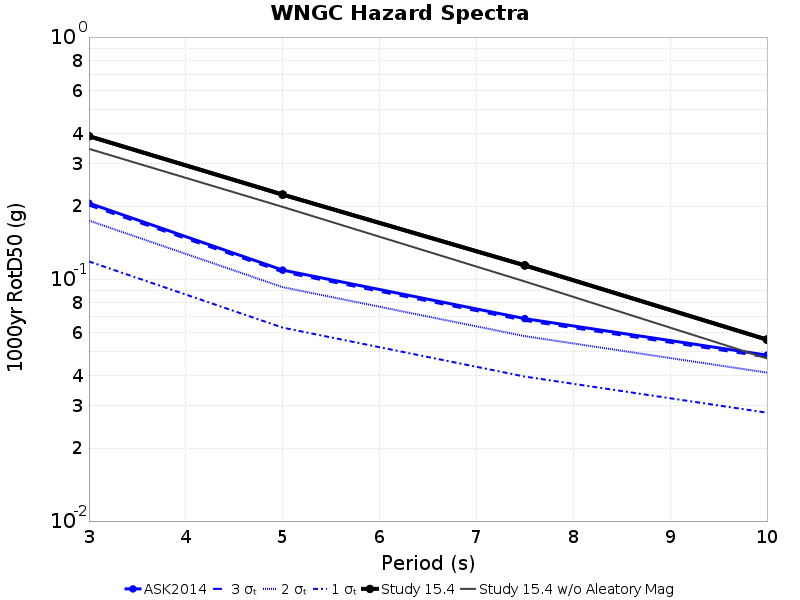 WNGC Hazard Spectra
10^0
8
6
4
3
2
10^-1
8
6
4
3
2
10^-2
1000yr RotD50 (g)
3 4 5 6 7 8 9 10
Period (s)
ASK2014 3 σₜ 2 σₜ 1 σₜ Study 15.4 Study 15.4 w/o Aleatory Mag